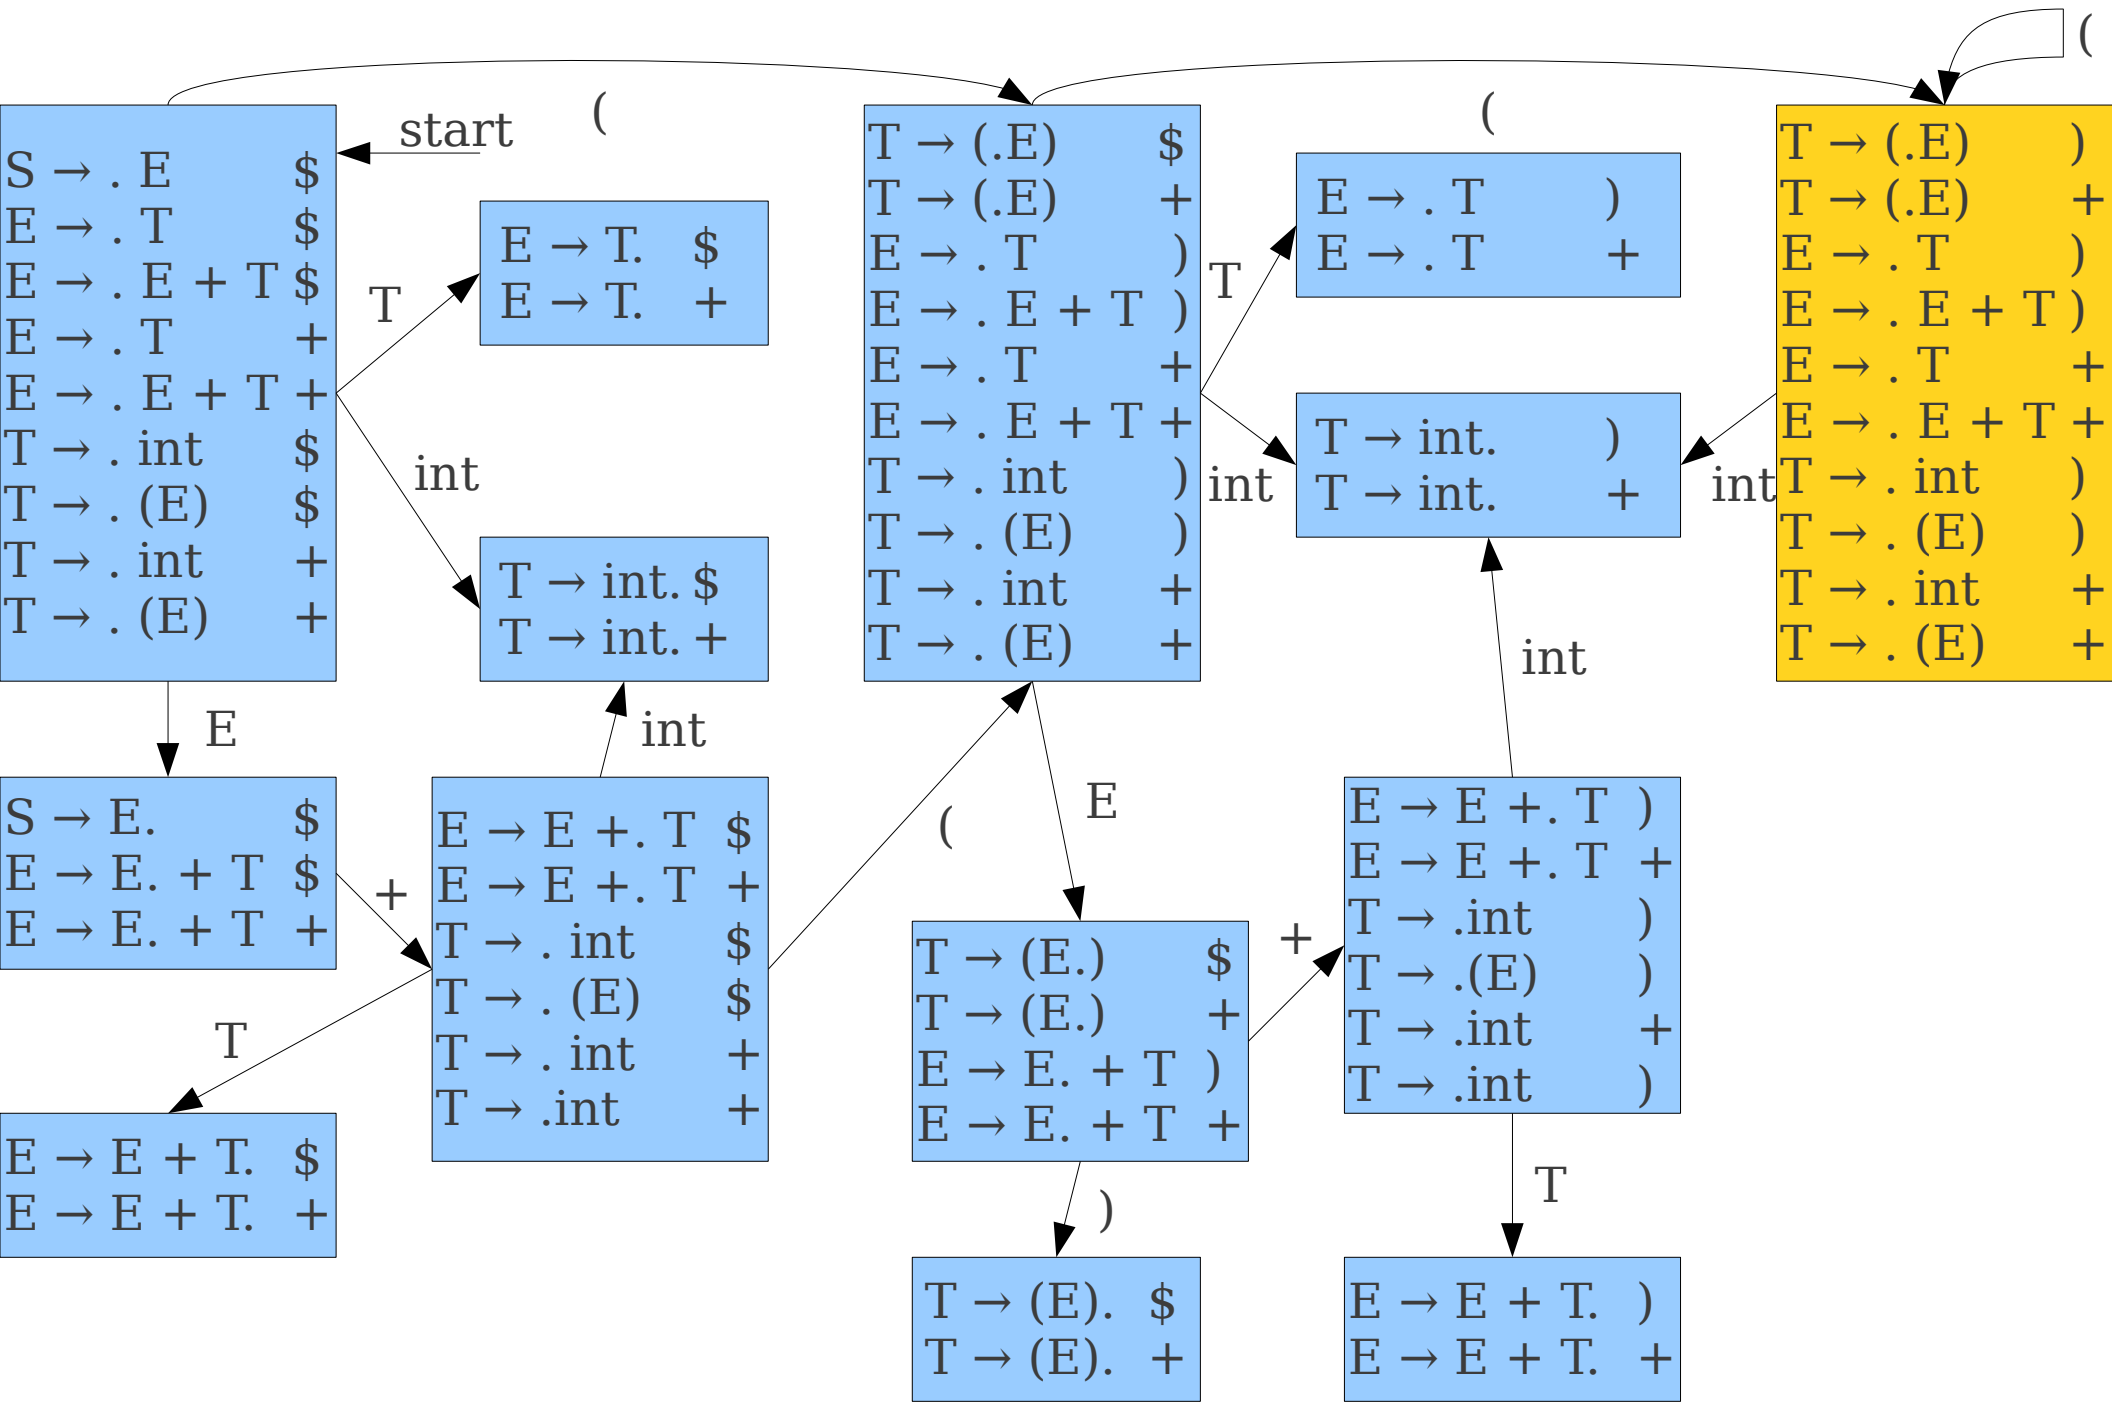 (
start
(
(
S → . E $
E → . T $
E → . E + T $
E → . T +
E → . E + T +
T → . int $
T → . (E) $
T → . int +
T → . (E) +
T
E → T. $
E → T. +
int
T → int. $
T → int. +
T → (.E) $
T → (.E) +
E → . T )
E → . E + T )
E → . T +
E → . E + T +
T → . int )
T → . (E) )
T → . int +
T → . (E) +
T
E → . T )
E → . T +
int
T → int. )
T → int. +
int
T → (.E) )
T → (.E) +
E → . T )
E → . E + T )
E → . T +
E → . E + T +
T → . int )
T → . (E) )
T → . int +
T → . (E) +
E
int
int
S → E. $
E → E. + T $
E → E. + T +
+
E → E +. T $
E → E +. T +
T → . int $
T → . (E) $
T → . int +
T → .int +
(
E
T
E → E + T. $
E → E + T. +
T → (E.) $
T → (E.) +
E → E. + T )
E → E. + T +
+
E → E +. T )
E → E +. T +
T → .int )
T → .(E) )
T → .int +
T → .int )
)
T
T → (E). $
T → (E). +
E → E + T. )
E → E + T. +